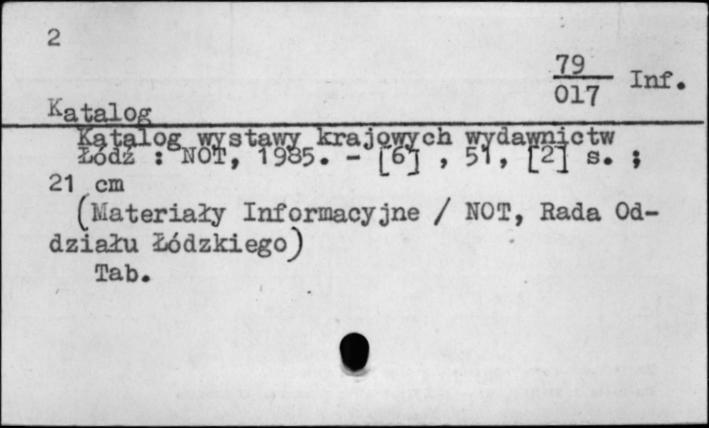 2
79
017 Inf.
Katalog
Katalog wystawy krajowych wydawnictw
Łódź : NOT, 1985. - [6] , 51, [2] s. ;
21 cm
(Materiały Informacyjne / NOT, Rada Od-
działu Łódzkiego)
Tab.